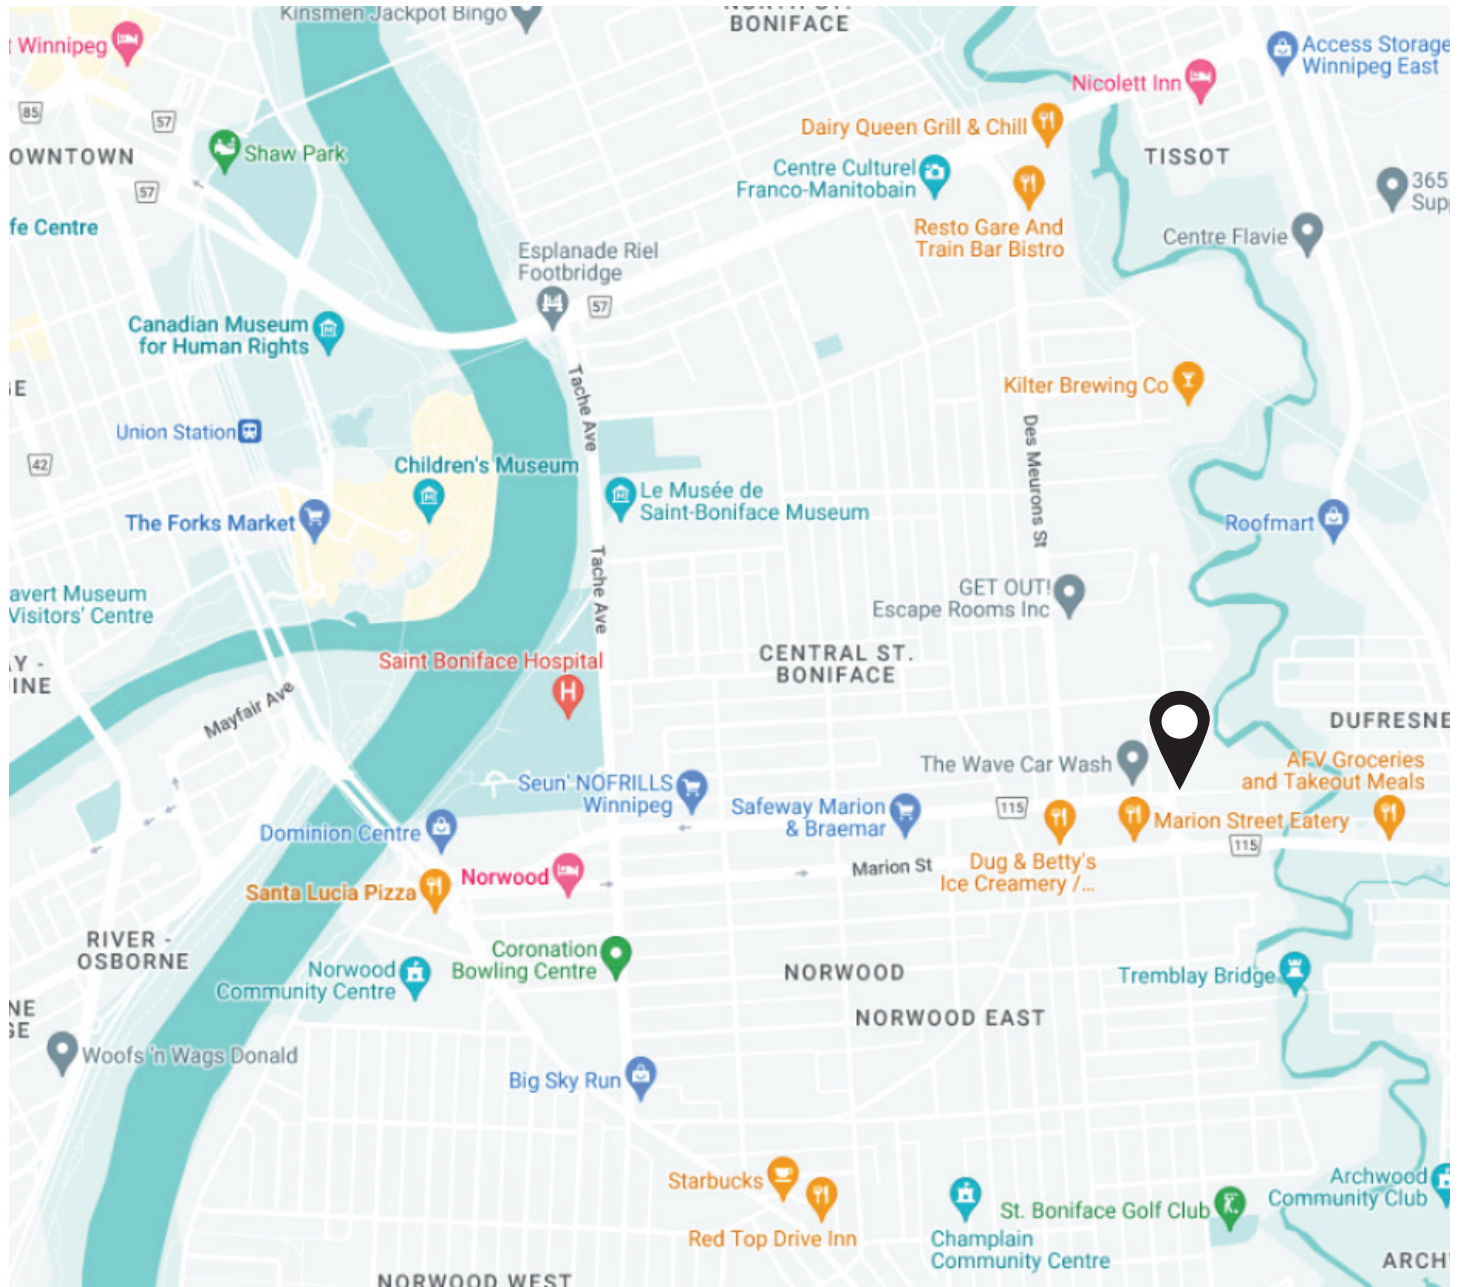 Kinsmen Jackpot Bingo
BONIFACE
t Winnipeg
Access Storage
Winnipeg East
Nicolett Inn
85
57
Dairy Queen Grill & Chill
OWNTOWN
Shaw Park
TISSOT
Centre Culturel
Franco-Manitobain
57
365
Sup
fe Centre
Resto Gare And
Train Bar Bistro
Centre Flavie
Esplanade Riel
Footbridge
57
Canadian Museum
for Human Rights
Tache Ave
Kilter Brewing Co
GE
Union Station
Des Meurons St
42
Children's Museum
Le Musée de
Saint-Boniface Museum
The Forks Market
Roofmart
Tache Ave
avert Museum
Visitors' Centre
GET OUT!
Escape Rooms Inc
AY -
INE
Saint Boniface Hospital
CENTRAL ST.
BONIFACE
Mayfair Ave
DUFRESNE
The Wave Car Wash
AFV Groceries
and Takeout Meals
Seun' NOFRILLS
Winnipeg
Safeway Marion
& Braemar
115
Marion Street Eatery
Dominion Centre
115
Marion St
Dug & Betty's
Ice Creamery /...
Norwood
Santa Lucia Pizza
RIVER -
OSBORNE
Coronation
Bowling Centre
Norwood
Community Centre
NORWOOD
Tremblay Bridge
NE
GE
NORWOOD EAST
Woofs 'n Wags Donald
Big Sky Run
Starbucks
Archwood
Community Club
St. Boniface Golf Club
Red Top Drive Inn
Champlain
Community Centre
ARCH
NORWOOD WEST